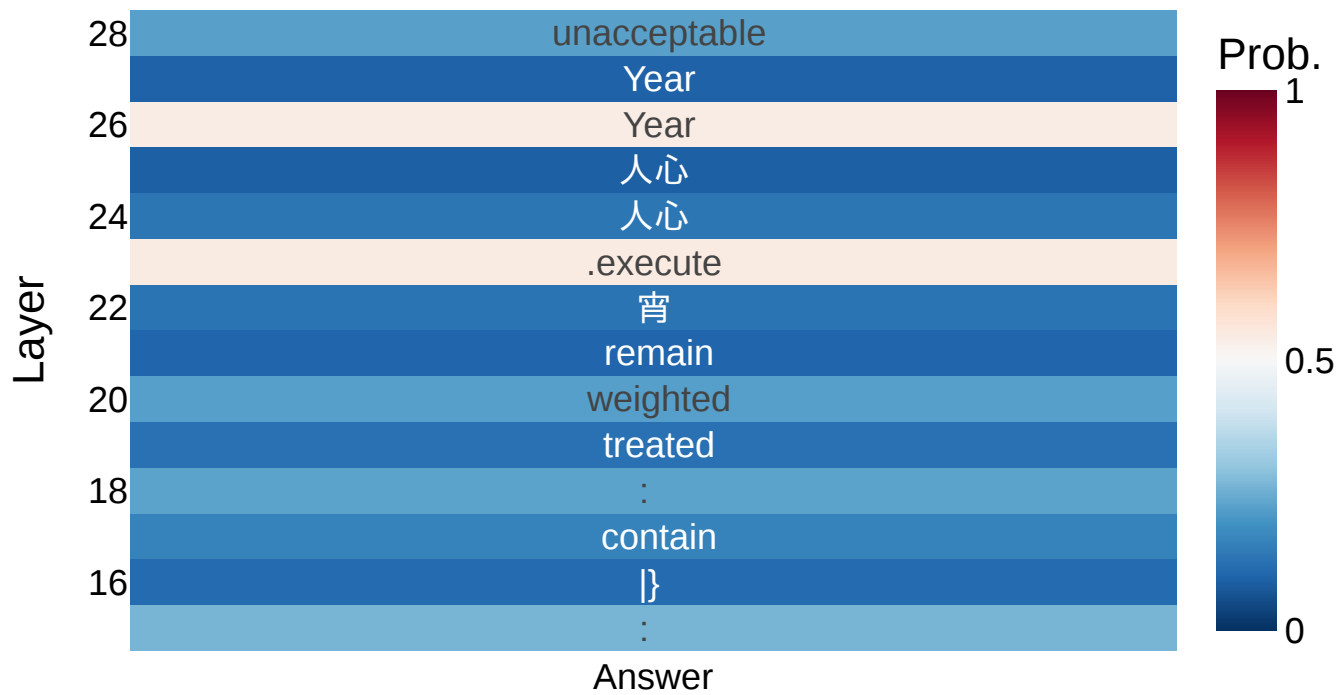 28 unacceptable
Prob.
Year
1
26 Year
人心
24 人心
.execute
22 宵
Layer
remain
0.5
20 weighted
treated
18 :
contain
16 |}
:
0
Answer